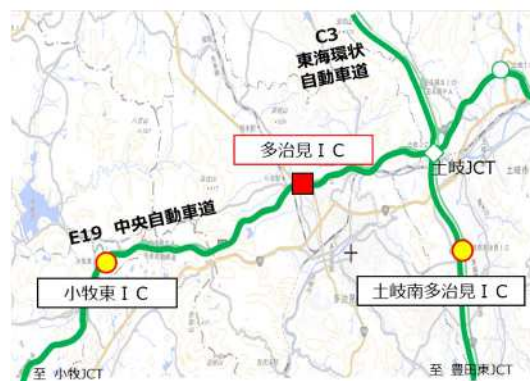 C3
東海環状
自動車道
多治見IC
土岐JCT
E19 中央自動車道
小牧東IC
土岐南多治見IC
至 小牧JCT
至 豊田東JCT